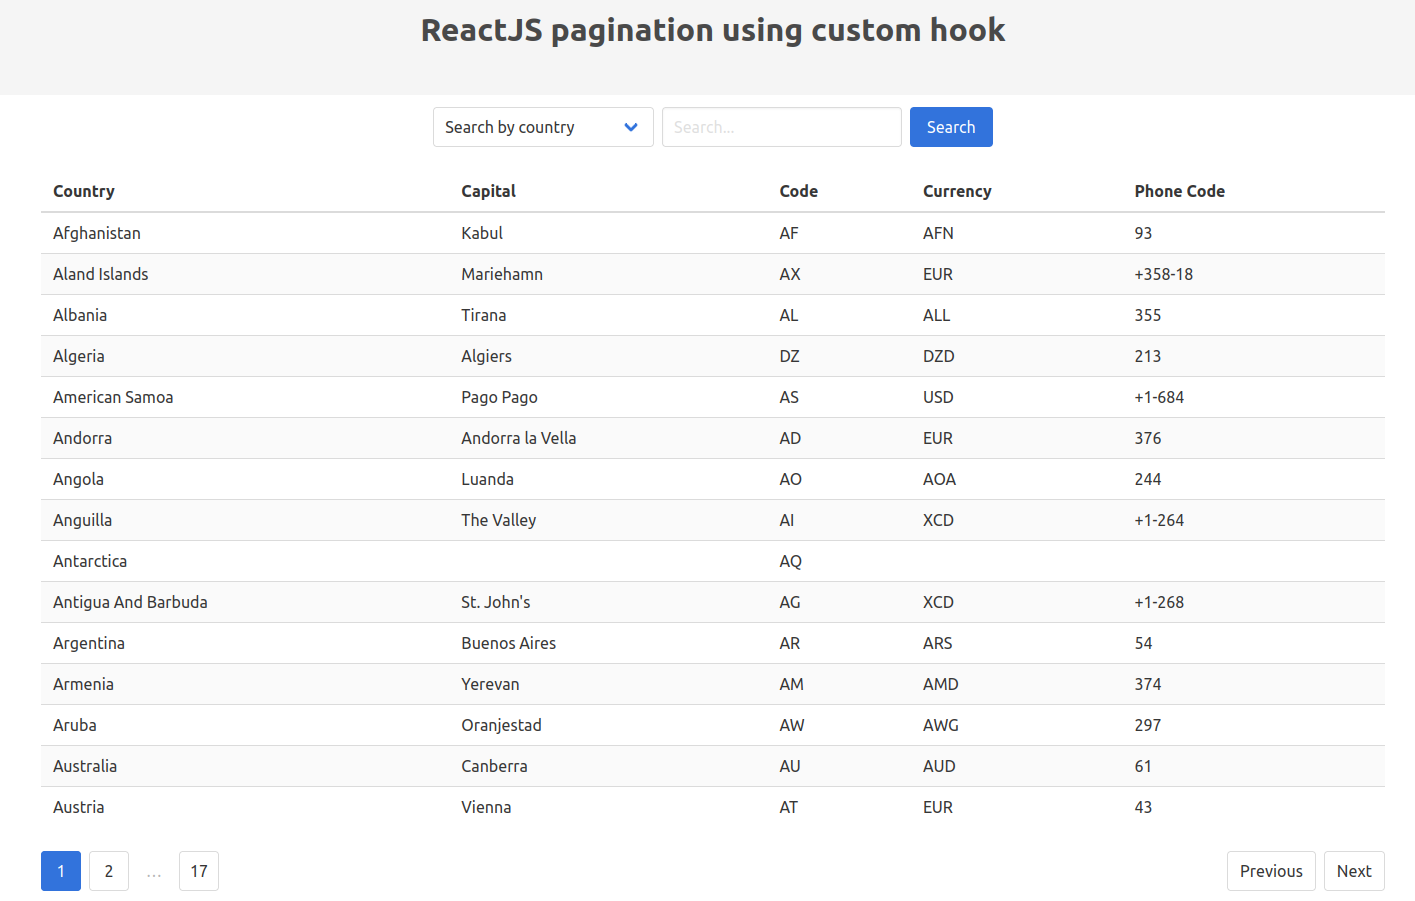 ReactJS pagination using custom hook
Search by country Search... Search
Country Capital Code Currency Phone Code
Afghanistan Kabul AF AFN 93
Aland Islands Mariehamn AX EUR +358-18
Albania Tirana AL ALL 355
Algeria Algiers DZ DZD 213
American Samoa Pago Pago AS USD +1-684
Andorra Andorra la Vella AD EUR 376
Angola Luanda AO AOA 244
Anguilla The Valley AI XCD +1-264
Antarctica AQ
Antigua And Barbuda St. John's AG XCD +1-268
Argentina Buenos Aires AR ARS 54
Armenia Yerevan AM AMD 374
Aruba Oranjestad AW AWG 297
Australia Canberra AU AUD 61
Austria Vienna AT EUR 43
1 2 … 17 Previous Next